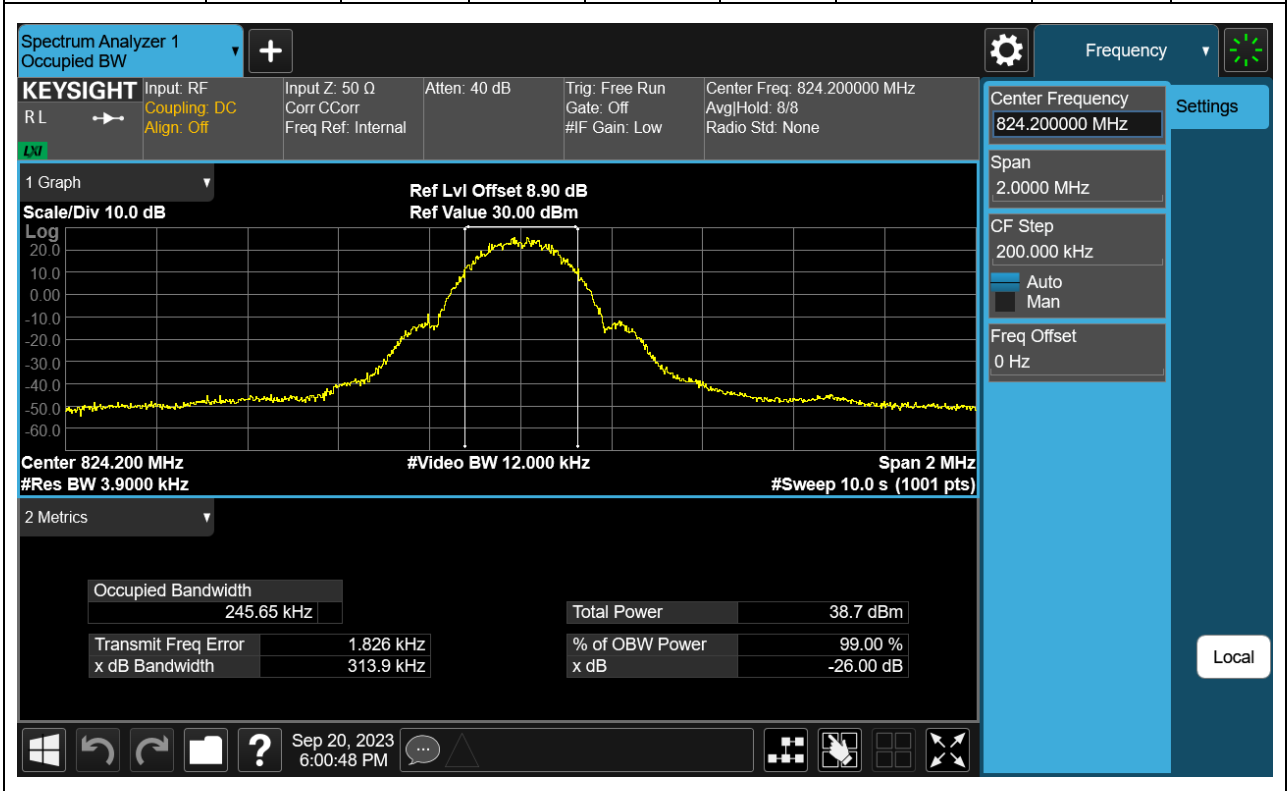 Spectrum Analyzer 1
Occupied BW
Frequency
KEYSIGHT
R L
LXI
Input: RF
Coupling: DC
Align: Off
Input Z: 50 Ω
Corr CCorr
Freq Ref: Internal
Atten: 40 dB
Trig: Free Run
Gate: Off
#IF Gain: Low
Center Freq: 824.200000 MHz
Avg|Hold: 8/8
Radio Std: None
Center Frequency
824.200000 MHz
Settings
Span
2.0000 MHz
CF Step
200.000 kHz
Auto
Man
Freq Offset
0 Hz
1 Graph
Ref Lvl Offset 8.90 dB
Scale/Div 10.0 dB
Ref Value 30.00 dBm
Log
20.0
10.0
0.00
-10.0
-20.0
-30.0
-40.0
-50.0
-60.0
Center 824.200 MHz
#Video BW 12.000 kHz
Span 2 MHz
#Res BW 3.9000 kHz
#Sweep 10.0 s (1001 pts)
2 Metrics
Occupied Bandwidth
245.65 kHz
Total Power 38.7 dBm
Transmit Freq Error 1.826 kHz
% of OBW Power 99.00 %
x dB Bandwidth 313.9 kHz
x dB -26.00 dB
Local
?
Sep 20, 2023
6:00:48 PM